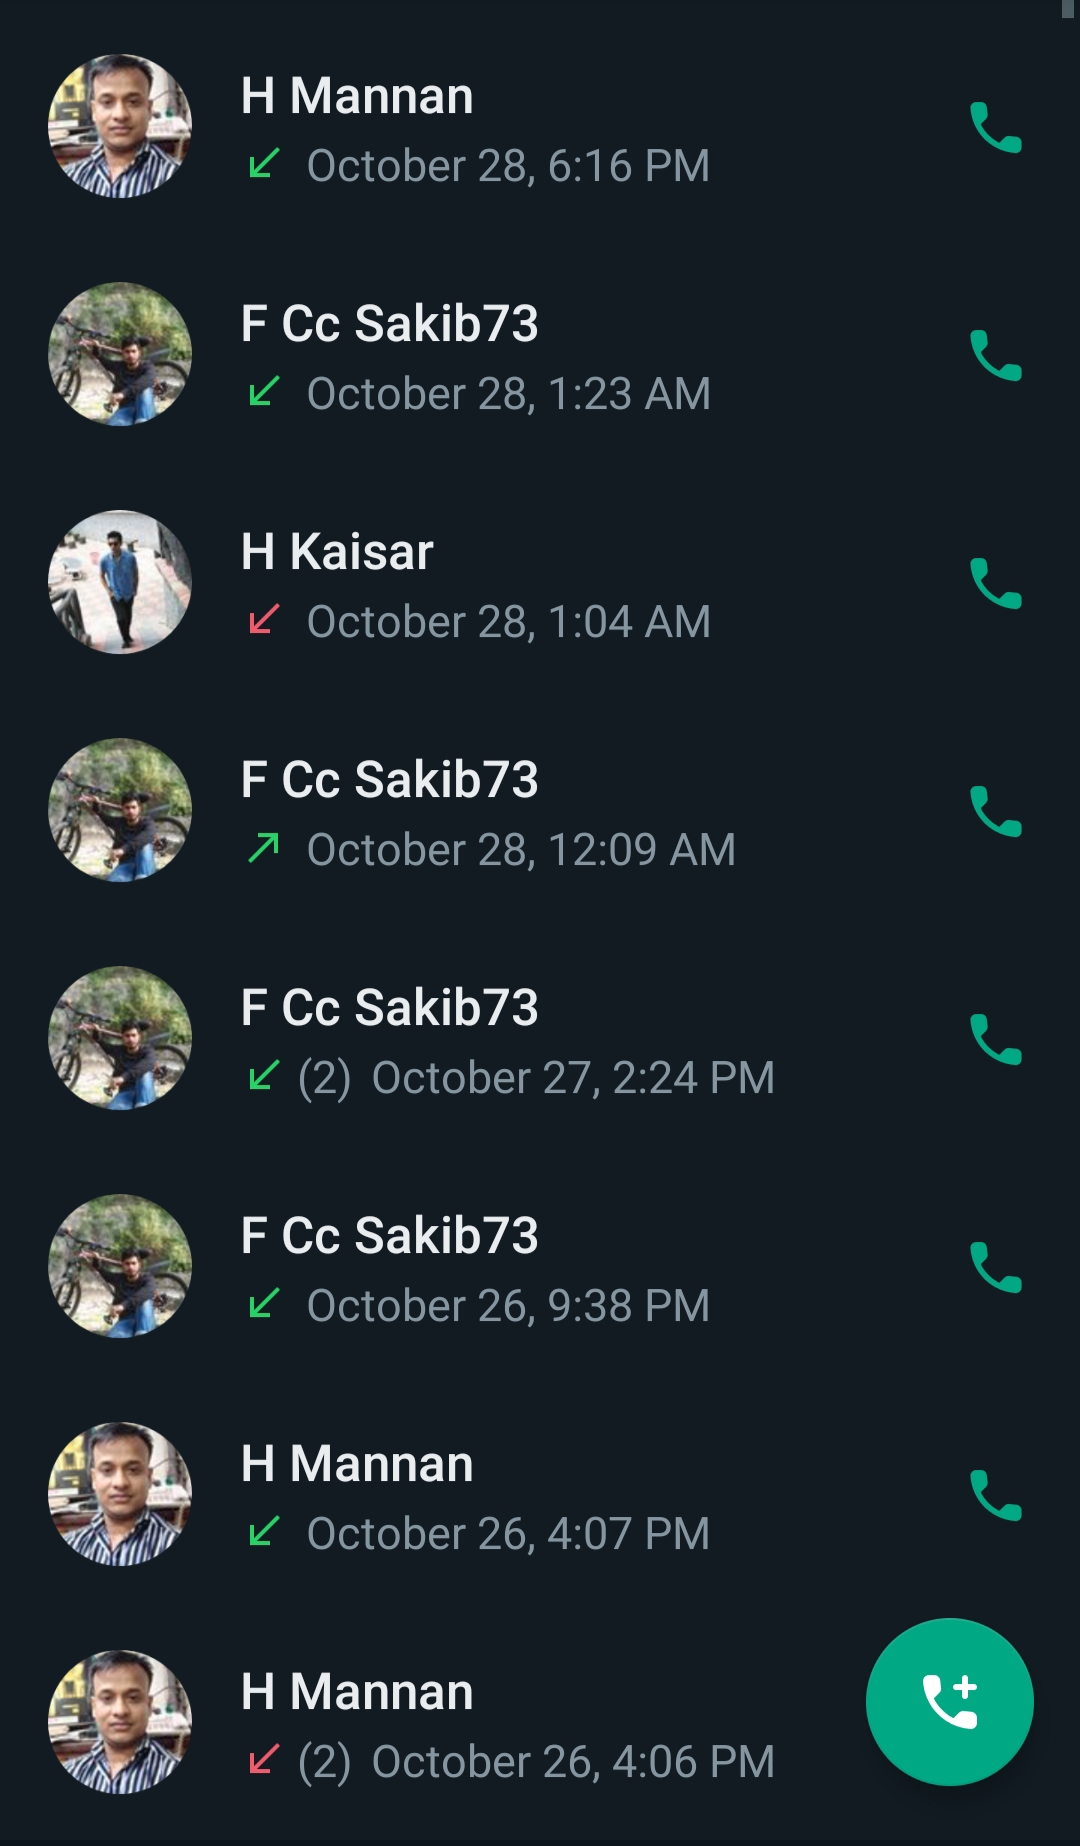 H Mannan
October 28, 6:16 PM
F Cc Sakib73
October 28, 1:23 AM
H Kaisar
October 28, 1:04 AM
F Cc Sakib73
October 28, 12:09 AM
F Cc Sakib73
(2) October 27, 2:24 PM
F Cc Sakib73
October 26, 9:38 PM
H Mannan
October 26, 4:07 PM
H Mannan
(2) October 26, 4:06 PM